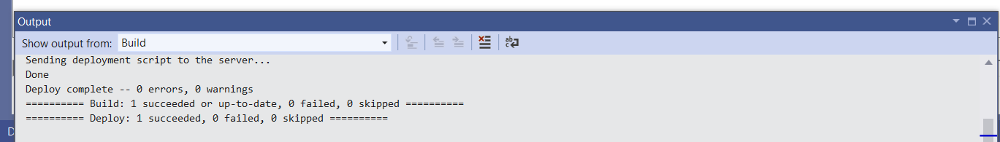 Output
Show output from: Build
Sending deployment script to the server...
Done
Deploy complete -- 0 errors, 0 warnings
========== Build: 1 succeeded or up-to-date, 0 failed, 0 skipped ==========
========== Deploy: 1 succeeded, 0 failed, 0 skipped ==========
D